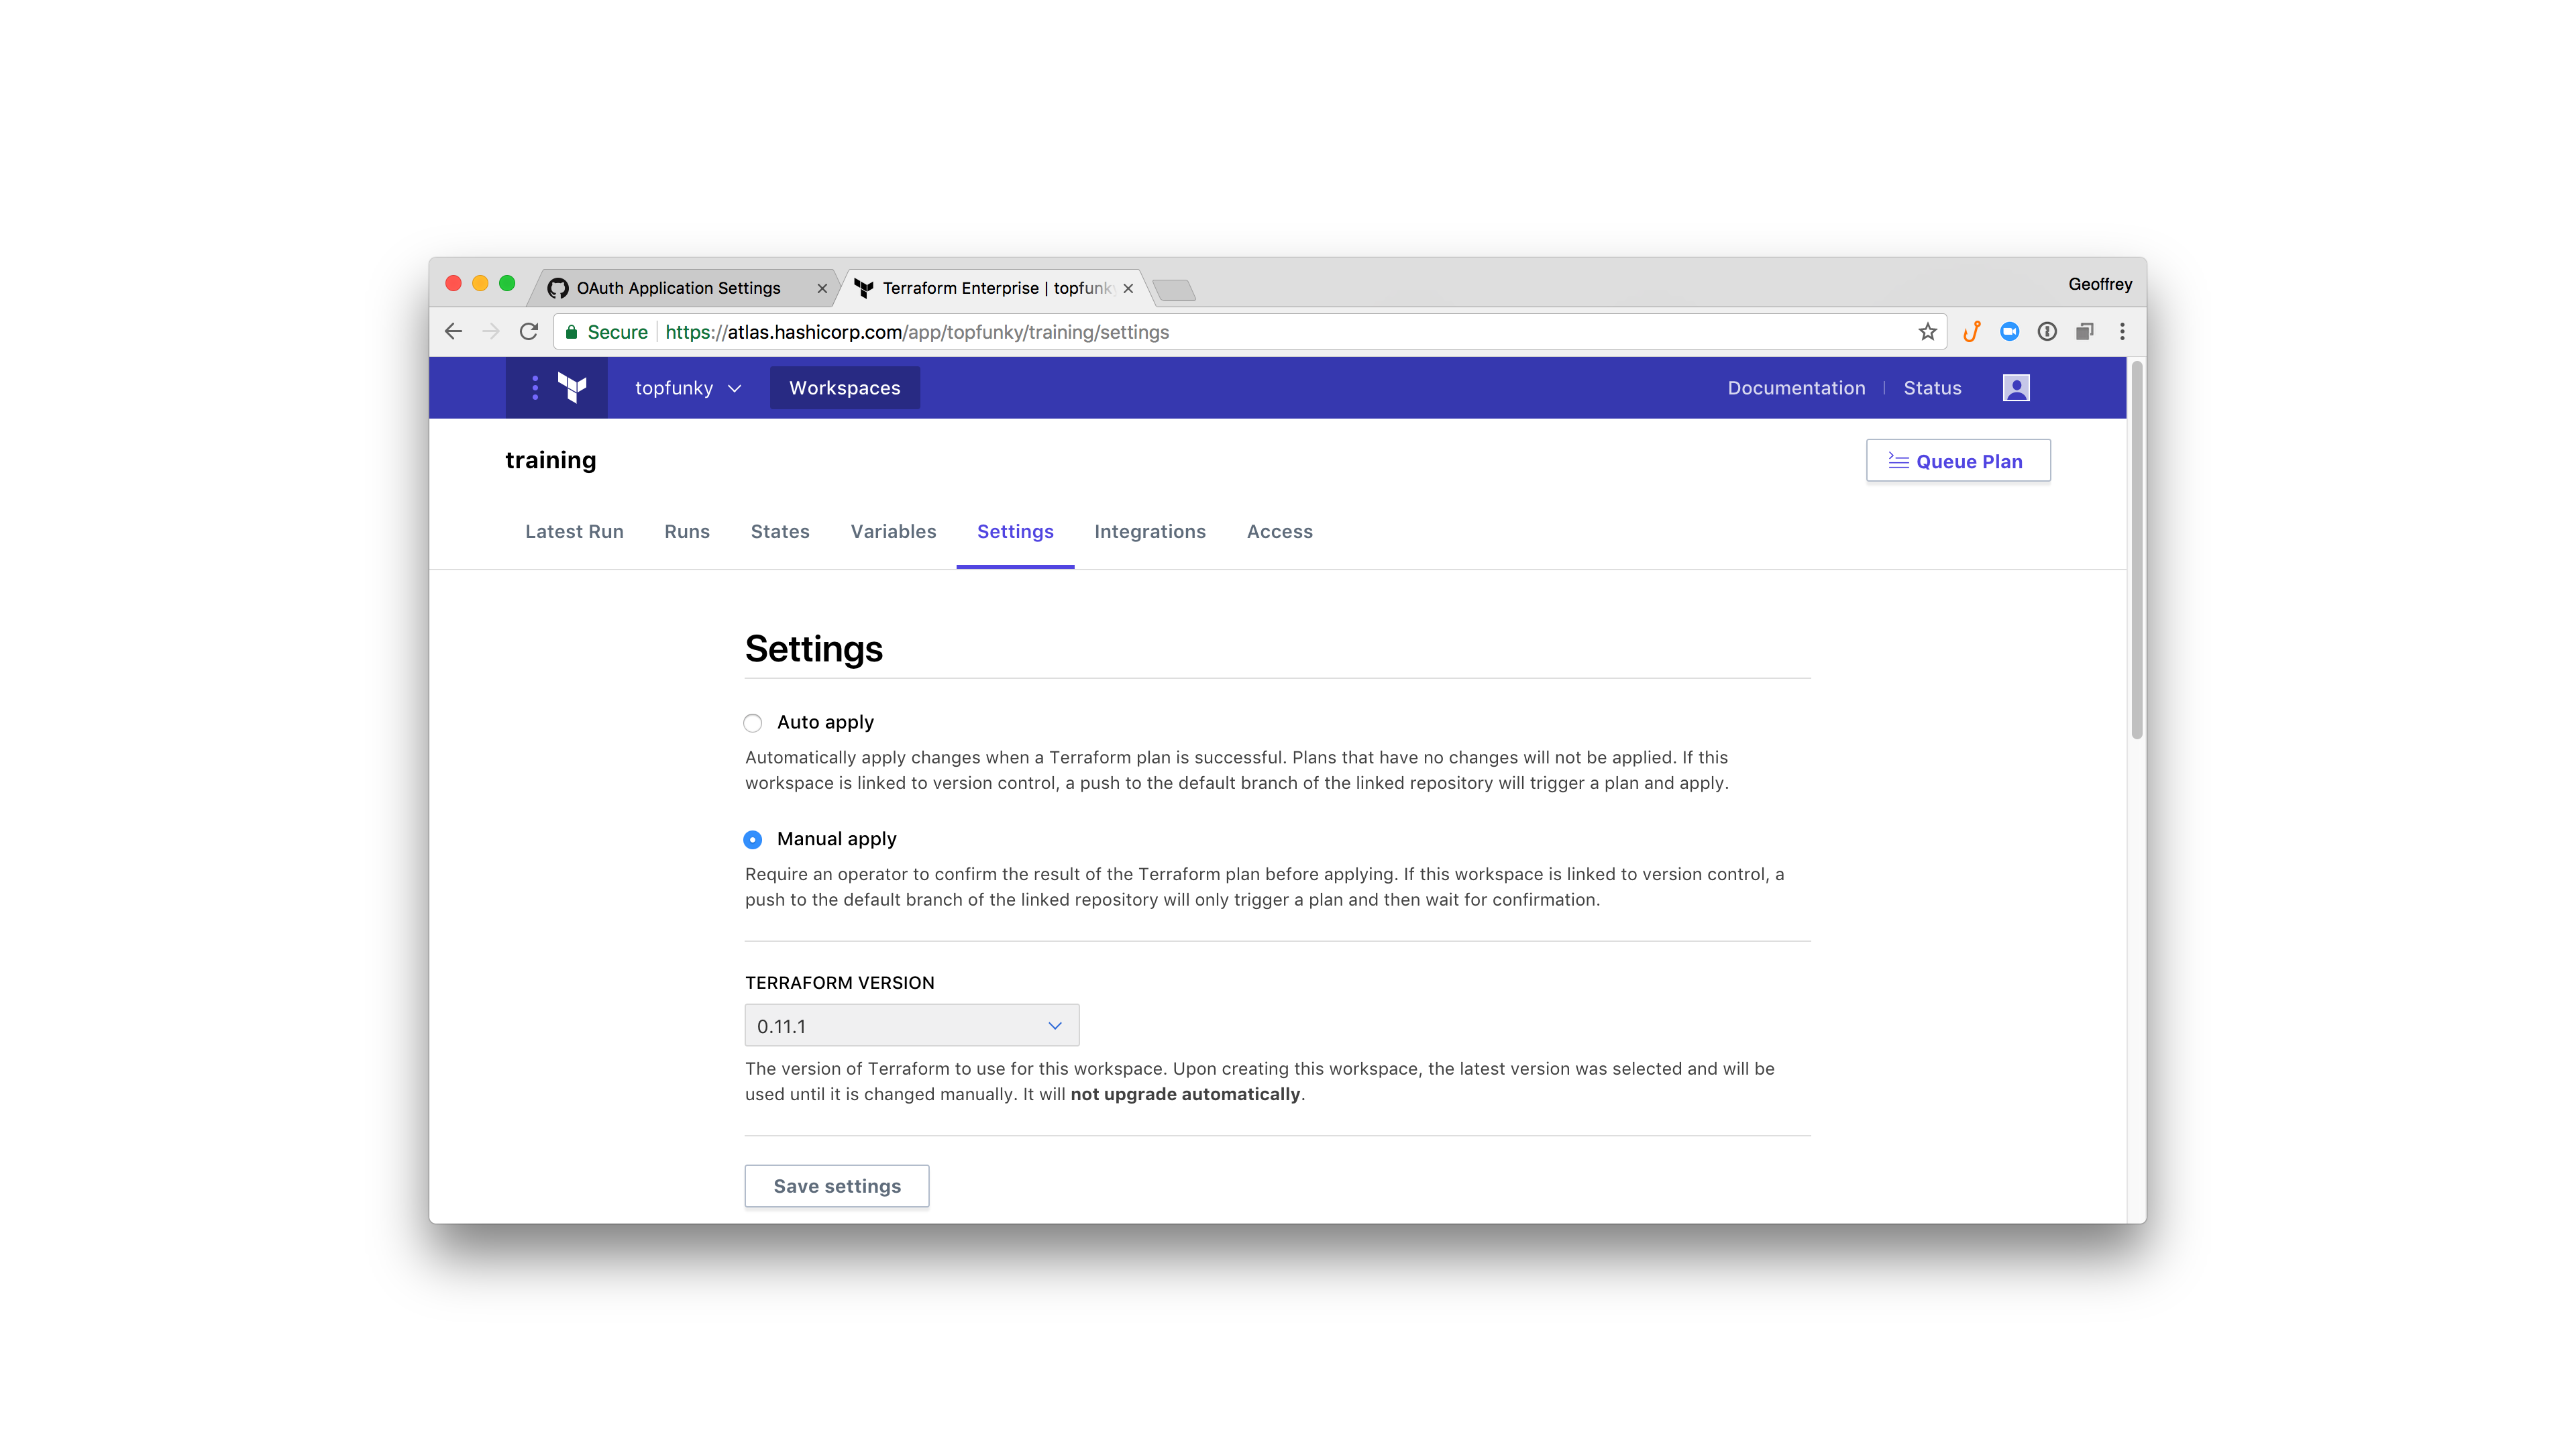 OAuth Application Settings
Terraform Enterprise | topfunk
Geoffrey
Secure
https://atlas.hashicorp.com/app/topfunky/training/settings
topfunky
Workspaces
Documentation
Status
training
Queue Plan
Latest Run
Runs
States
Variables
Settings
Integrations
Access
Settings
Auto apply
Automatically apply changes when a Terraform plan is successful. Plans that have no changes will not be applied. If this
workspace is linked to version control, a push to the default branch of the linked repository will trigger a plan and apply.
Manual apply
Require an operator to confirm the result of the Terraform plan before applying. If this workspace is linked to version control, a
push to the default branch of the linked repository will only trigger a plan and then wait for confirmation.
TERRAFORM VERSION
0.11.1
The version of Terraform to use for this workspace. Upon creating this workspace, the latest version was selected and will be
used until it is changed manually. It will not upgrade automatically.
Save settings